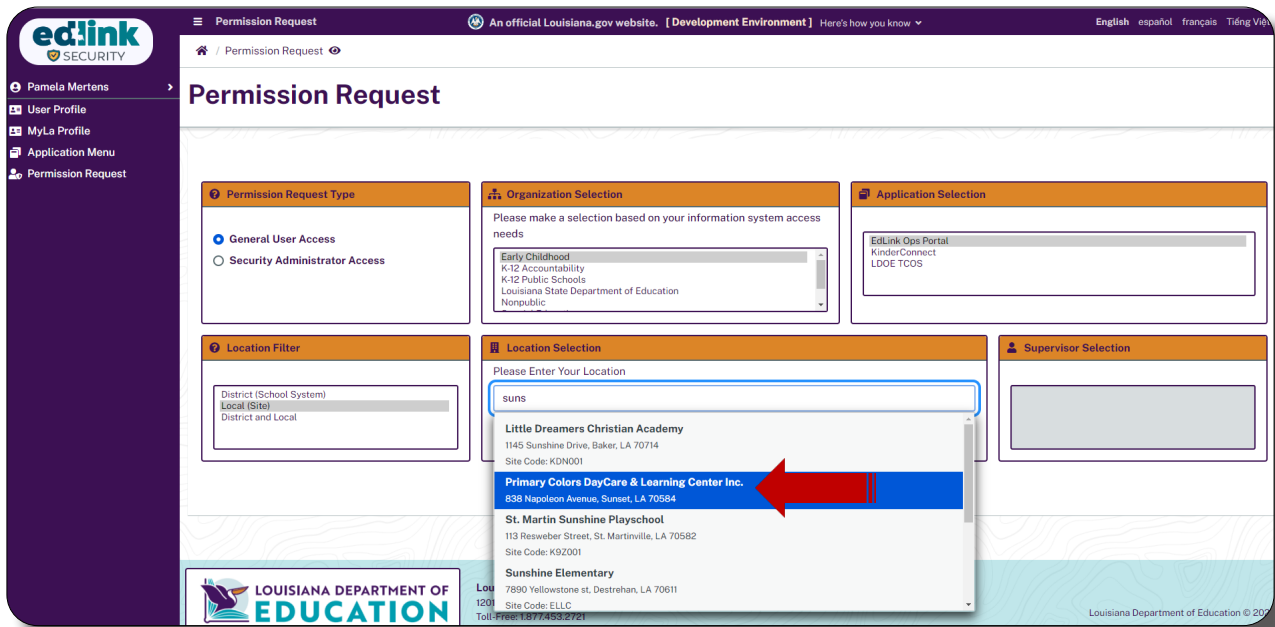 ed:link
SECURITY
Pamela Mertens
User Profile
MyLa Profile
Application Menu
Permission Request
Permission Request
An official Louisiana.gov website. [ Development Environment ] Here's how you know
English español français Tiếng Việt
/ Permission Request
Permission Request
Permission Request Type
General User Access
Security Administrator Access
Organization Selection
Please make a selection based on your information system access
needs
Early Childhood
K-12 Accountability
K-12 Public Schools
Louisiana State Department of Education
Nonpublic
Application Selection
EdLink Ops Portal
KinderConnect
LDOE TCOS
Location Filter
District (School System)
Local (Site)
District and Local
Location Selection
Please Enter Your Location
suns
Little Dreamers Christian Academy
1145 Sunshine Drive, Baker, LA 70714
Site Code: KDN001
Primary Colors DayCare & Learning Center Inc.
838 Napoleon Avenue, Sunset, LA 70584
St. Martin Sunshine Playschool
113 Resweber Street, St. Martinville, LA 70582
Site Code: K9Z001
Sunshine Elementary
7890 Yellowstone st, Destrehan, LA 70611
Site Code: ELLC
Supervisor Selection
LOUISIANA DEPARTMENT OF
EDUCATION
Lou
1201
Toll-Free: 1.877.453.2721
Louisiana Department of Education © 202